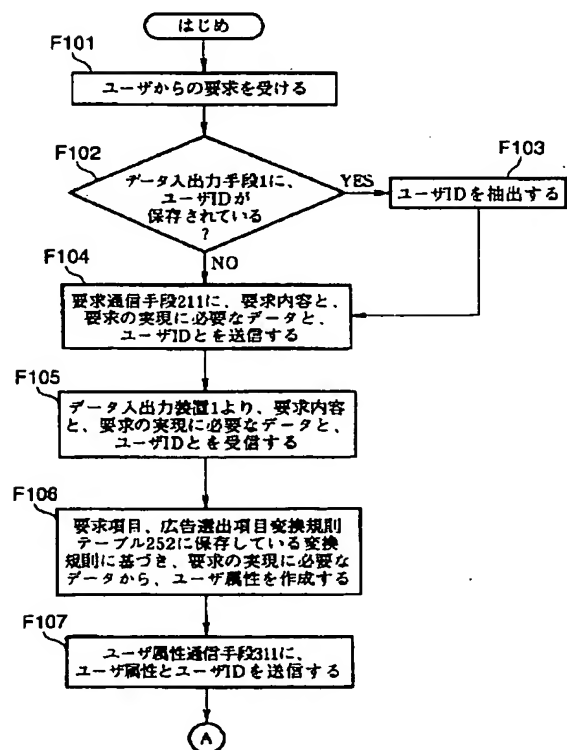 はじめ
F101
ユーザからの要求を受ける
F102
データ入出力手段1に、
ユーザIDが
保存されている
?
YES
F103
ユーザIDを抽出する
NO
F104
要求通信手段211に、要求内容と、
要求の実現に必要なデータと、
ユーザIDとを送信する
F105
データ入出力装置1より、要求内容
と、要求の実現に必要なデータと、
ユーザIDとを受信する
F106
要求項目、広告選出項目変換規則
テーブル252に保存している変換
規則に基づき、要求の実現に必要な
データから、ユーザ属性を作成する
F107
ユーザ属性通信手段311に、
ユーザ属性とユーザIDを送信する
A